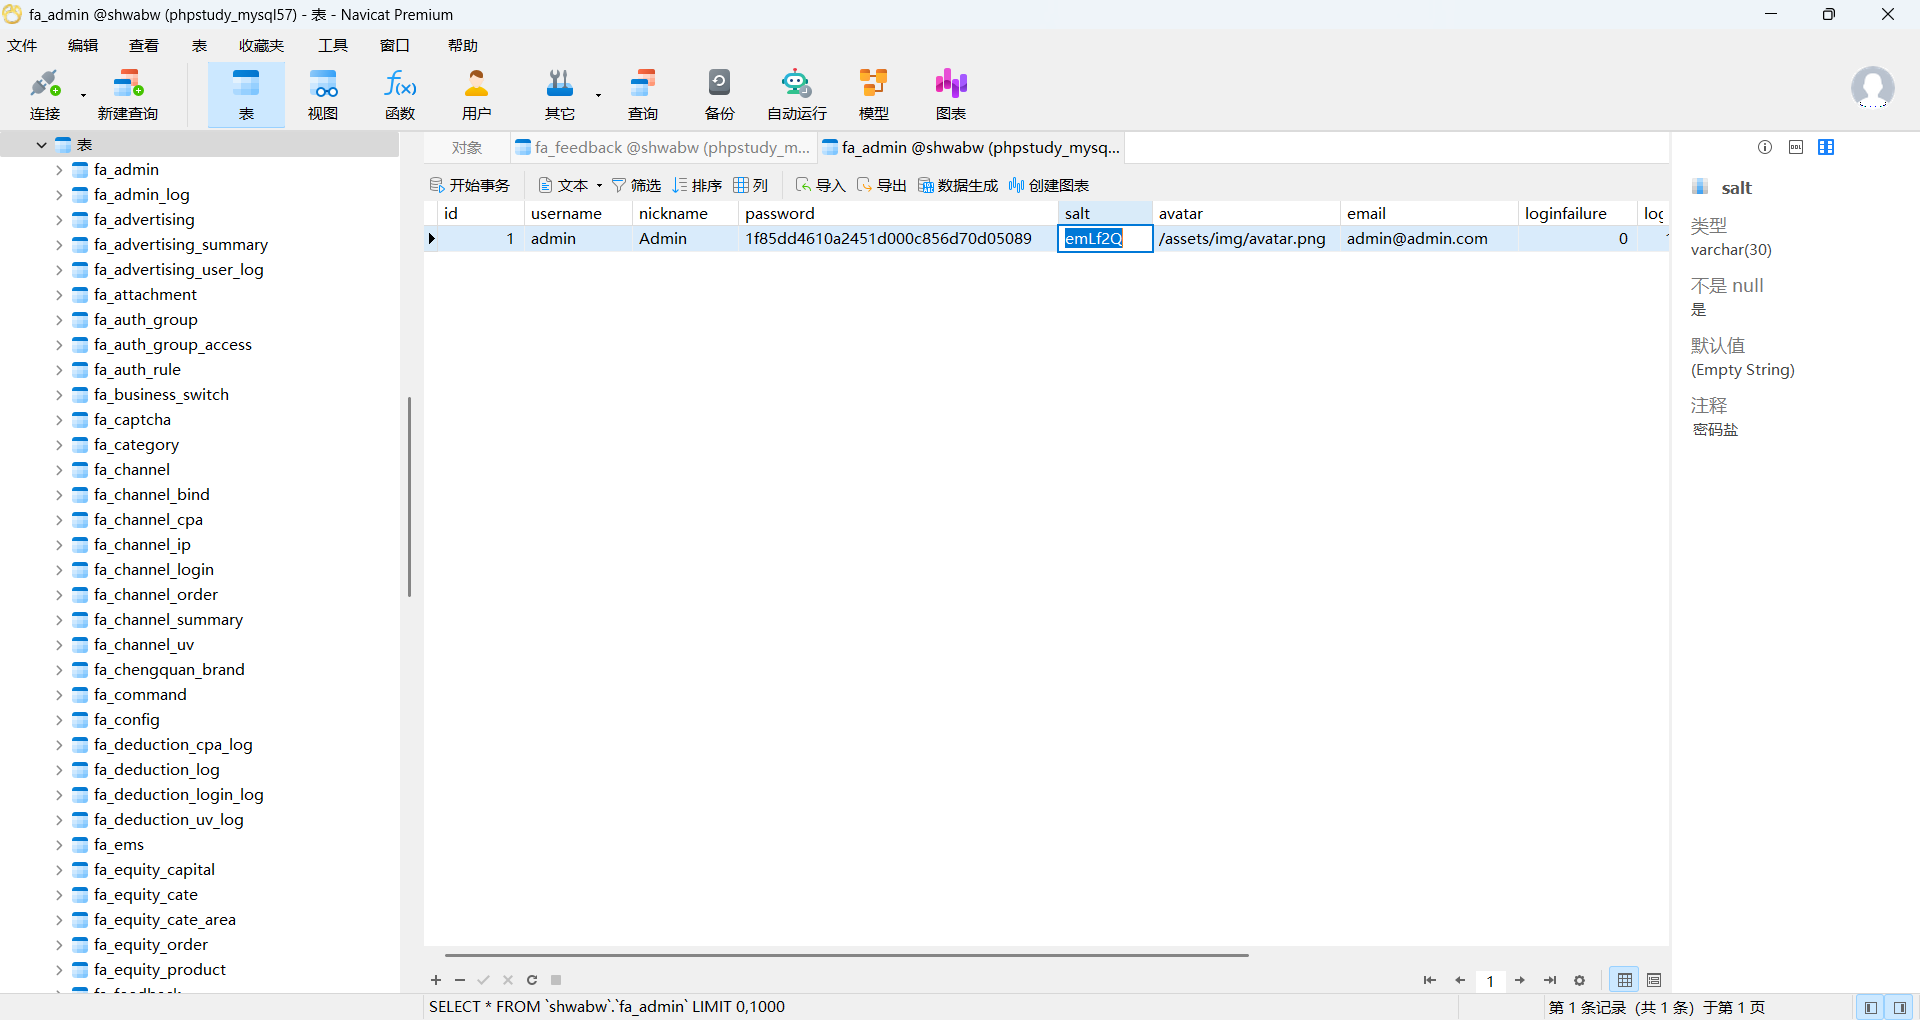 fa_admin @shwabw (phpstudy_mysql57) - 表 - Navicat Premium
文件 编辑 查看 表 收藏夹 工具 窗口 帮助
连接 新建查询 表 视图 函数 用户 其它 查询 备份 自动运行 模型 图表
表
fa_admin
fa_admin_log
fa_advertising
fa_advertising_summary
fa_advertising_user_log
fa_attachment
fa_auth_group
fa_auth_group_access
fa_auth_rule
fa_business_switch
fa_captcha
fa_category
fa_channel
fa_channel_bind
fa_channel_cpa
fa_channel_ip
fa_channel_login
fa_channel_order
fa_channel_summary
fa_channel_uv
fa_chengquan_brand
fa_command
fa_config
fa_deduction_cpa_log
fa_deduction_log
fa_deduction_login_log
fa_deduction_uv_log
fa_ems
fa_equity_capital
fa_equity_cate
fa_equity_cate_area
fa_equity_order
fa_equity_product
对象 fa_feedback @shwabw (phpstudy_m... fa_admin @shwabw (phpstudy_mysq...
开始事务 文本 筛选 排序 列 导入 导出 数据生成 创建图表
id username nickname password salt avatar email loginfailure log
1 admin Admin 1f85dd4610a2451d000c856d70d05089 emLf2Q /assets/img/avatar.png admin@admin.com 0
salt
类型
varchar(30)
不是 null
是
默认值
(Empty String)
注释
密码盐
1
SELECT * FROM `shwabw`.`fa_admin` LIMIT 0,1000
第 1 条记录 (共 1 条) 于第 1 页